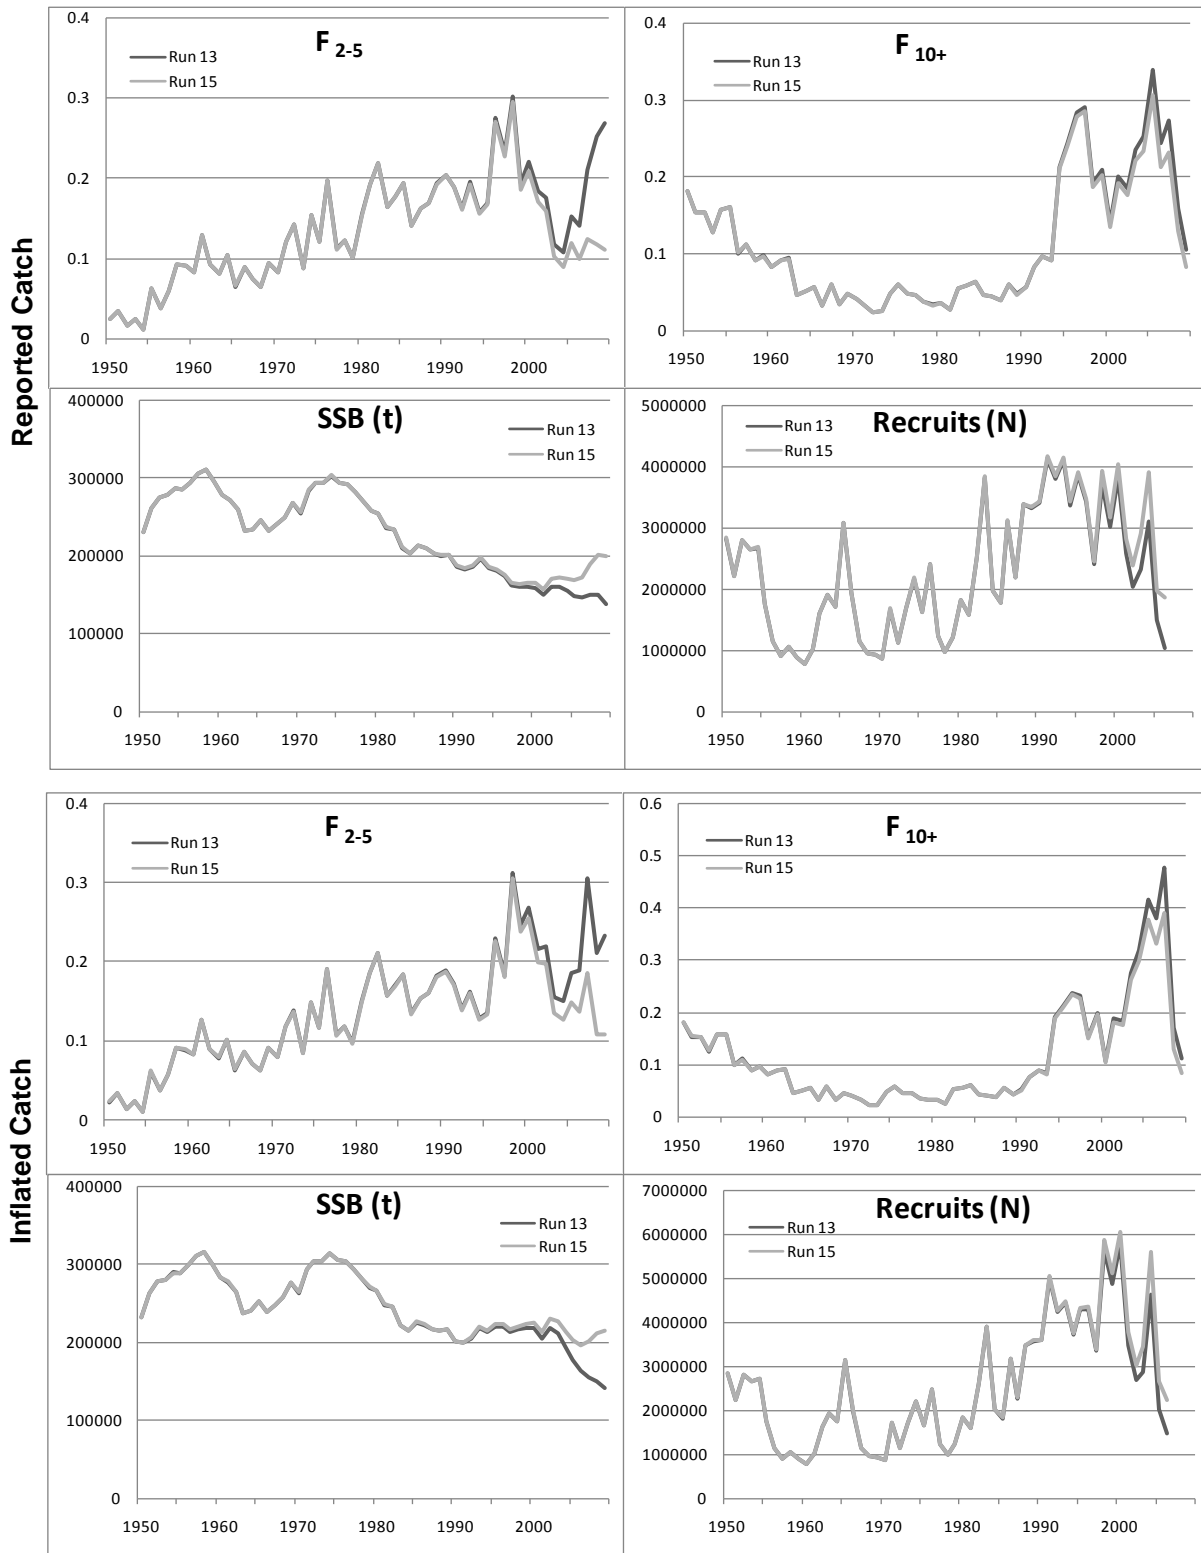 Reported Catch
F 2-5
Run 13
Run 15
0.4
0.3
0.2
0.1
0
1950 1960 1970 1980 1990 2000
F 10+
Run 13
Run 15
0.4
0.3
0.2
0.1
0
1950 1960 1970 1980 1990 2000
SSB (t)
Run 13
Run 15
400000
300000
200000
100000
0
1950 1960 1970 1980 1990 2000
Recruits (N)
Run 13
Run 15
5000000
4000000
3000000
2000000
1000000
0
1950 1960 1970 1980 1990 2000
Inflated Catch
F 2-5
Run 13
Run 15
0.4
0.3
0.2
0.1
0
1950 1960 1970 1980 1990 2000
F 10+
Run 13
Run 15
0.6
0.5
0.4
0.3
0.2
0.1
0
1950 1960 1970 1980 1990 2000
SSB (t)
Run 13
Run 15
400000
300000
200000
100000
0
1950 1960 1970 1980 1990 2000
Recruits (N)
Run 13
Run 15
7000000
6000000
5000000
4000000
3000000
2000000
1000000
0
1950 1960 1970 1980 1990 2000